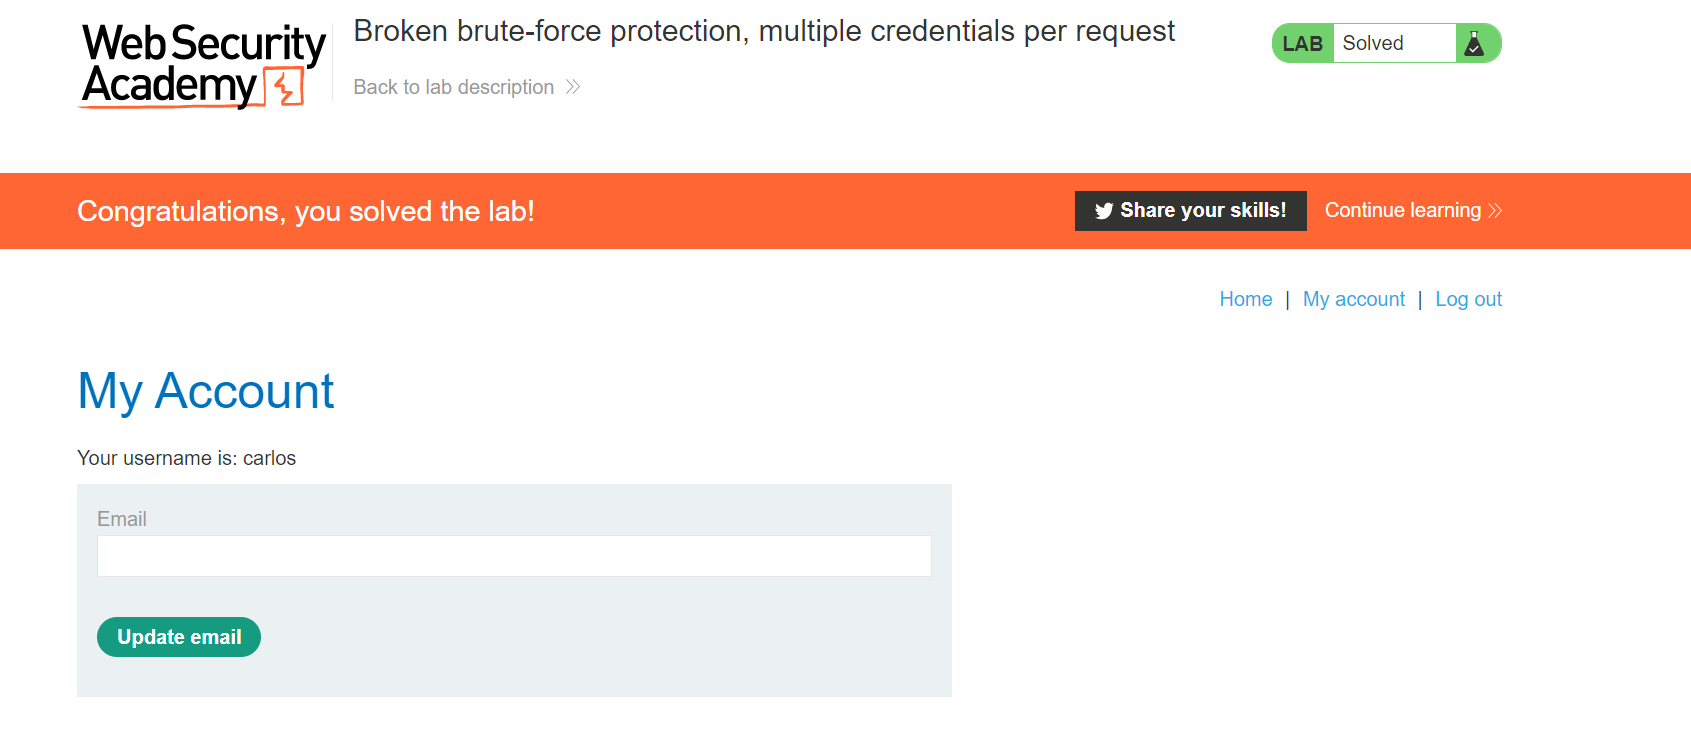 Web Security
Academy
Broken brute-force protection, multiple credentials per request
Back to lab description
LAB Solved
Congratulations, you solved the lab!
Share your skills!
Continue learning
Home | My account | Log out
My Account
Your username is: carlos
Email
Update email